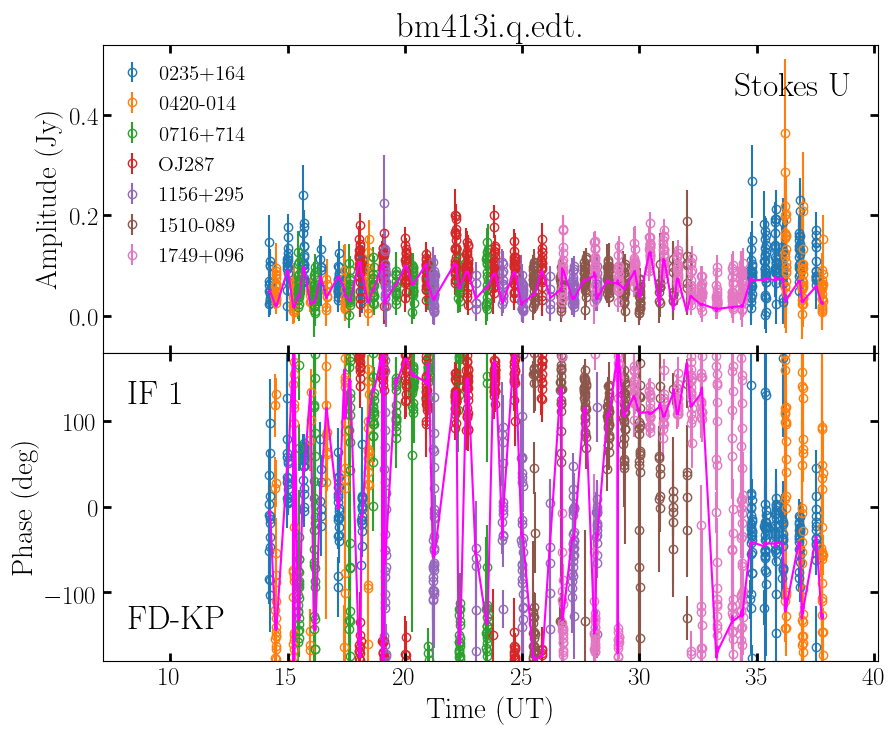 bm413i.q.edt.
Stokes U
0235+164
0420-014
0716+714
OJ287
1156+295
1510-089
1749+096
Amplitude (Jy)
0.4
0.2
0.0
IF 1
FD-KP
Phase (deg)
100
0
−100
10 15 20 25 30 35 40
Time (UT)